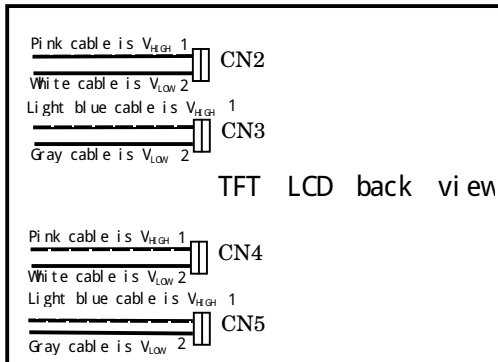 Pink cable is VHIGH 1
CN2
White cable is VLOW 2
Light blue cable is VHIGH 1
CN3
Gray cable is VLOW 2
TFT LCD back view
Pink cable is VHIGH 1
CN4
White cable is VLOW 2
Light blue cable is VHIGH 1
CN5
Gray cable is VLOW 2